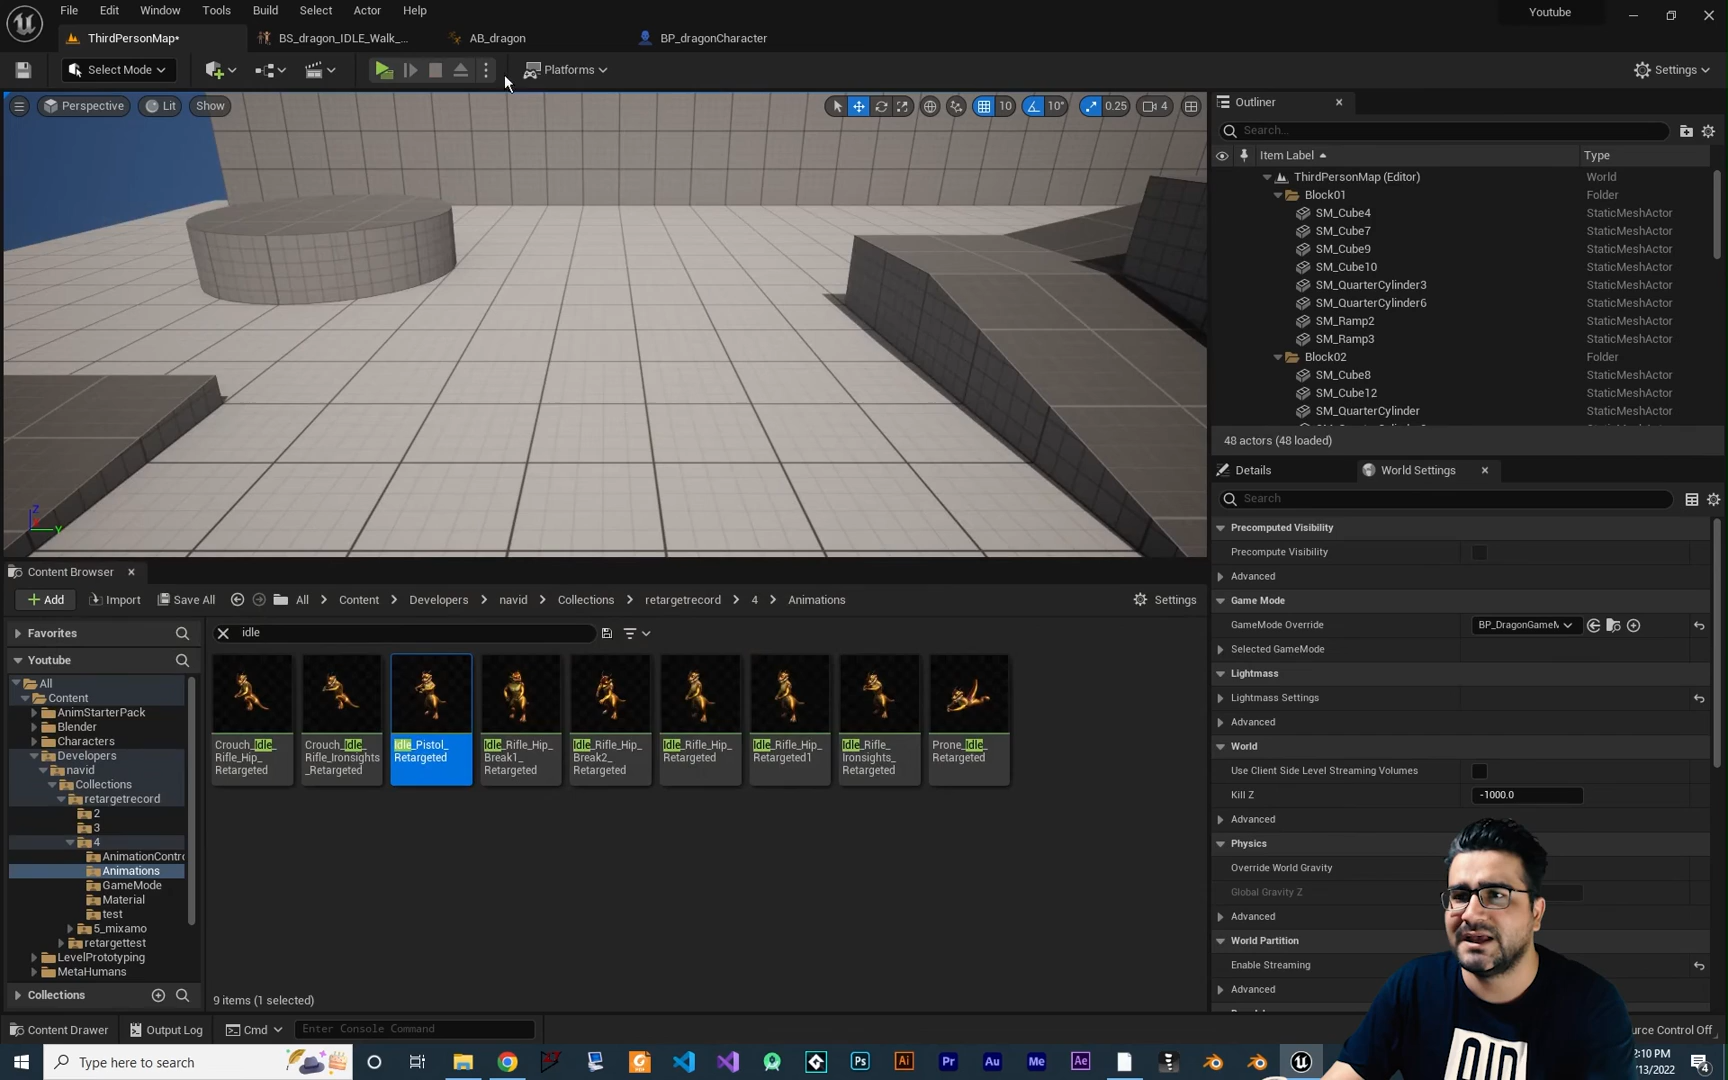 File Edit Window Tools Build Select Actor Help
Youtube
ThirdPersonMap* BS_dragon_IDLE_Walk_... AB_dragon BP_dragonCharacter
Select Mode Platforms Settings
Perspective Lit Show 10 10° 0.25 4
Z
Y
Outliner
Search...
Item Label Type
ThirdPersonMap (Editor) World
Block01 Folder
SM_Cube4 StaticMeshActor
SM_Cube7 StaticMeshActor
SM_Cube9 StaticMeshActor
SM_Cube10 StaticMeshActor
SM_QuarterCylinder3 StaticMeshActor
SM_QuarterCylinder6 StaticMeshActor
SM_Ramp2 StaticMeshActor
SM_Ramp3 StaticMeshActor
Block02 Folder
SM_Cube8 StaticMeshActor
SM_Cube12 StaticMeshActor
SM_QuarterCylinder StaticMeshActor
48 actors (48 loaded)
Details World Settings
Search
Precomputed Visibility
Precompute Visibility
Advanced
Game Mode
GameMode Override BP_DragonGameM
Selected GameMode
Lightmass
Lightmass Settings
Advanced
World
Use Client Side Level Streaming Volumes
Kill Z -1000.0
Advanced
Physics
Override World Gravity
Global Gravity Z
Advanced
World Partition
Enable Streaming
Advanced
Content Browser
Add Import Save All All Content Developers navid Collections retargetrecord 4 Animations Settings
Favorites
Youtube
All
Content
AnimStarterPack
Blender
Characters
Developers
navid
Collections
retargetrecord
2
3
4
AnimationContro
Animations
GameMode
Material
test
5_mixamo
retargettest
LevelPrototyping
MetaHumans
Collections
idle
Crouch_Idle_
Rifle_Hip_
Retargeted
Crouch_Idle_
Rifle_Ironsights
_Retargeted
Idle_Pistol_
Retargeted
Idle_Rifle_Hip_
Break1_
Retargeted
Idle_Rifle_Hip_
Break2_
Retargeted
Idle_Rifle_Hip_
Retargeted
Idle_Rifle_Hip_
Retargeted1
Idle_Rifle_
Ironsights_
Retargeted
Prone_Idle_
Retargeted
9 items (1 selected)
Content Drawer Output Log Cmd Enter Console Command
urce Control Off
Type here to search
Ps Ai Pr Au Me Ae
2:10 PM
/13/2022
4